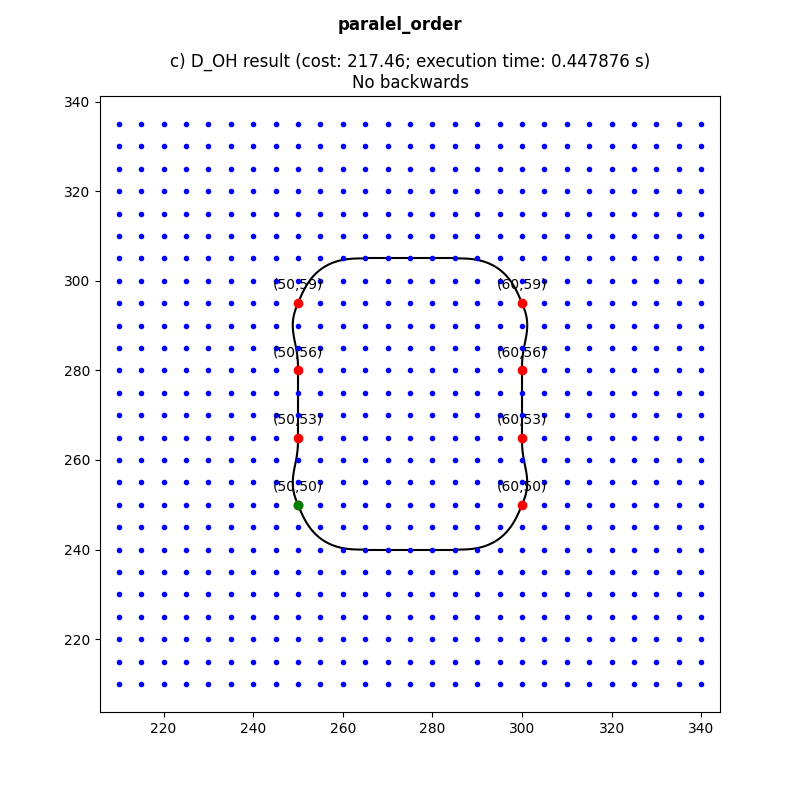 paralel_order
c) D_OH result (cost: 217.46; execution time: 0.447876 s)
No backwards
340
320
300
(50,59) (60,59)
(50,56) (60,56)
280
(50,53) (60,53)
260
(50,50) (60,50)
240
220
220 240 260 280 300 320 340